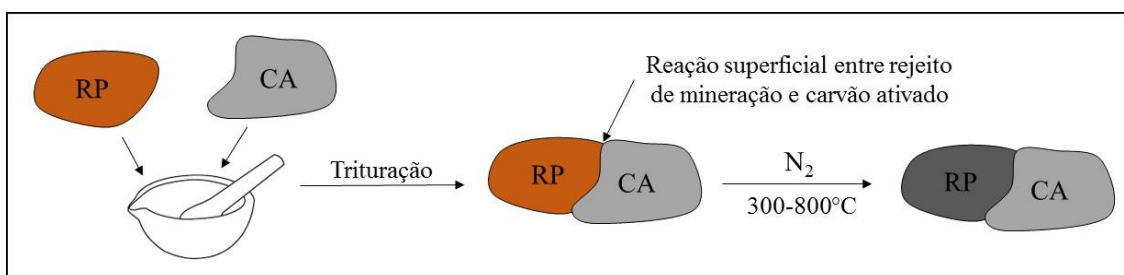 RP
CA
Trituração
Reação superficial entre rejeito
de mineração e carvão ativado
RP
CA
N₂
300-800°C
RP
CA